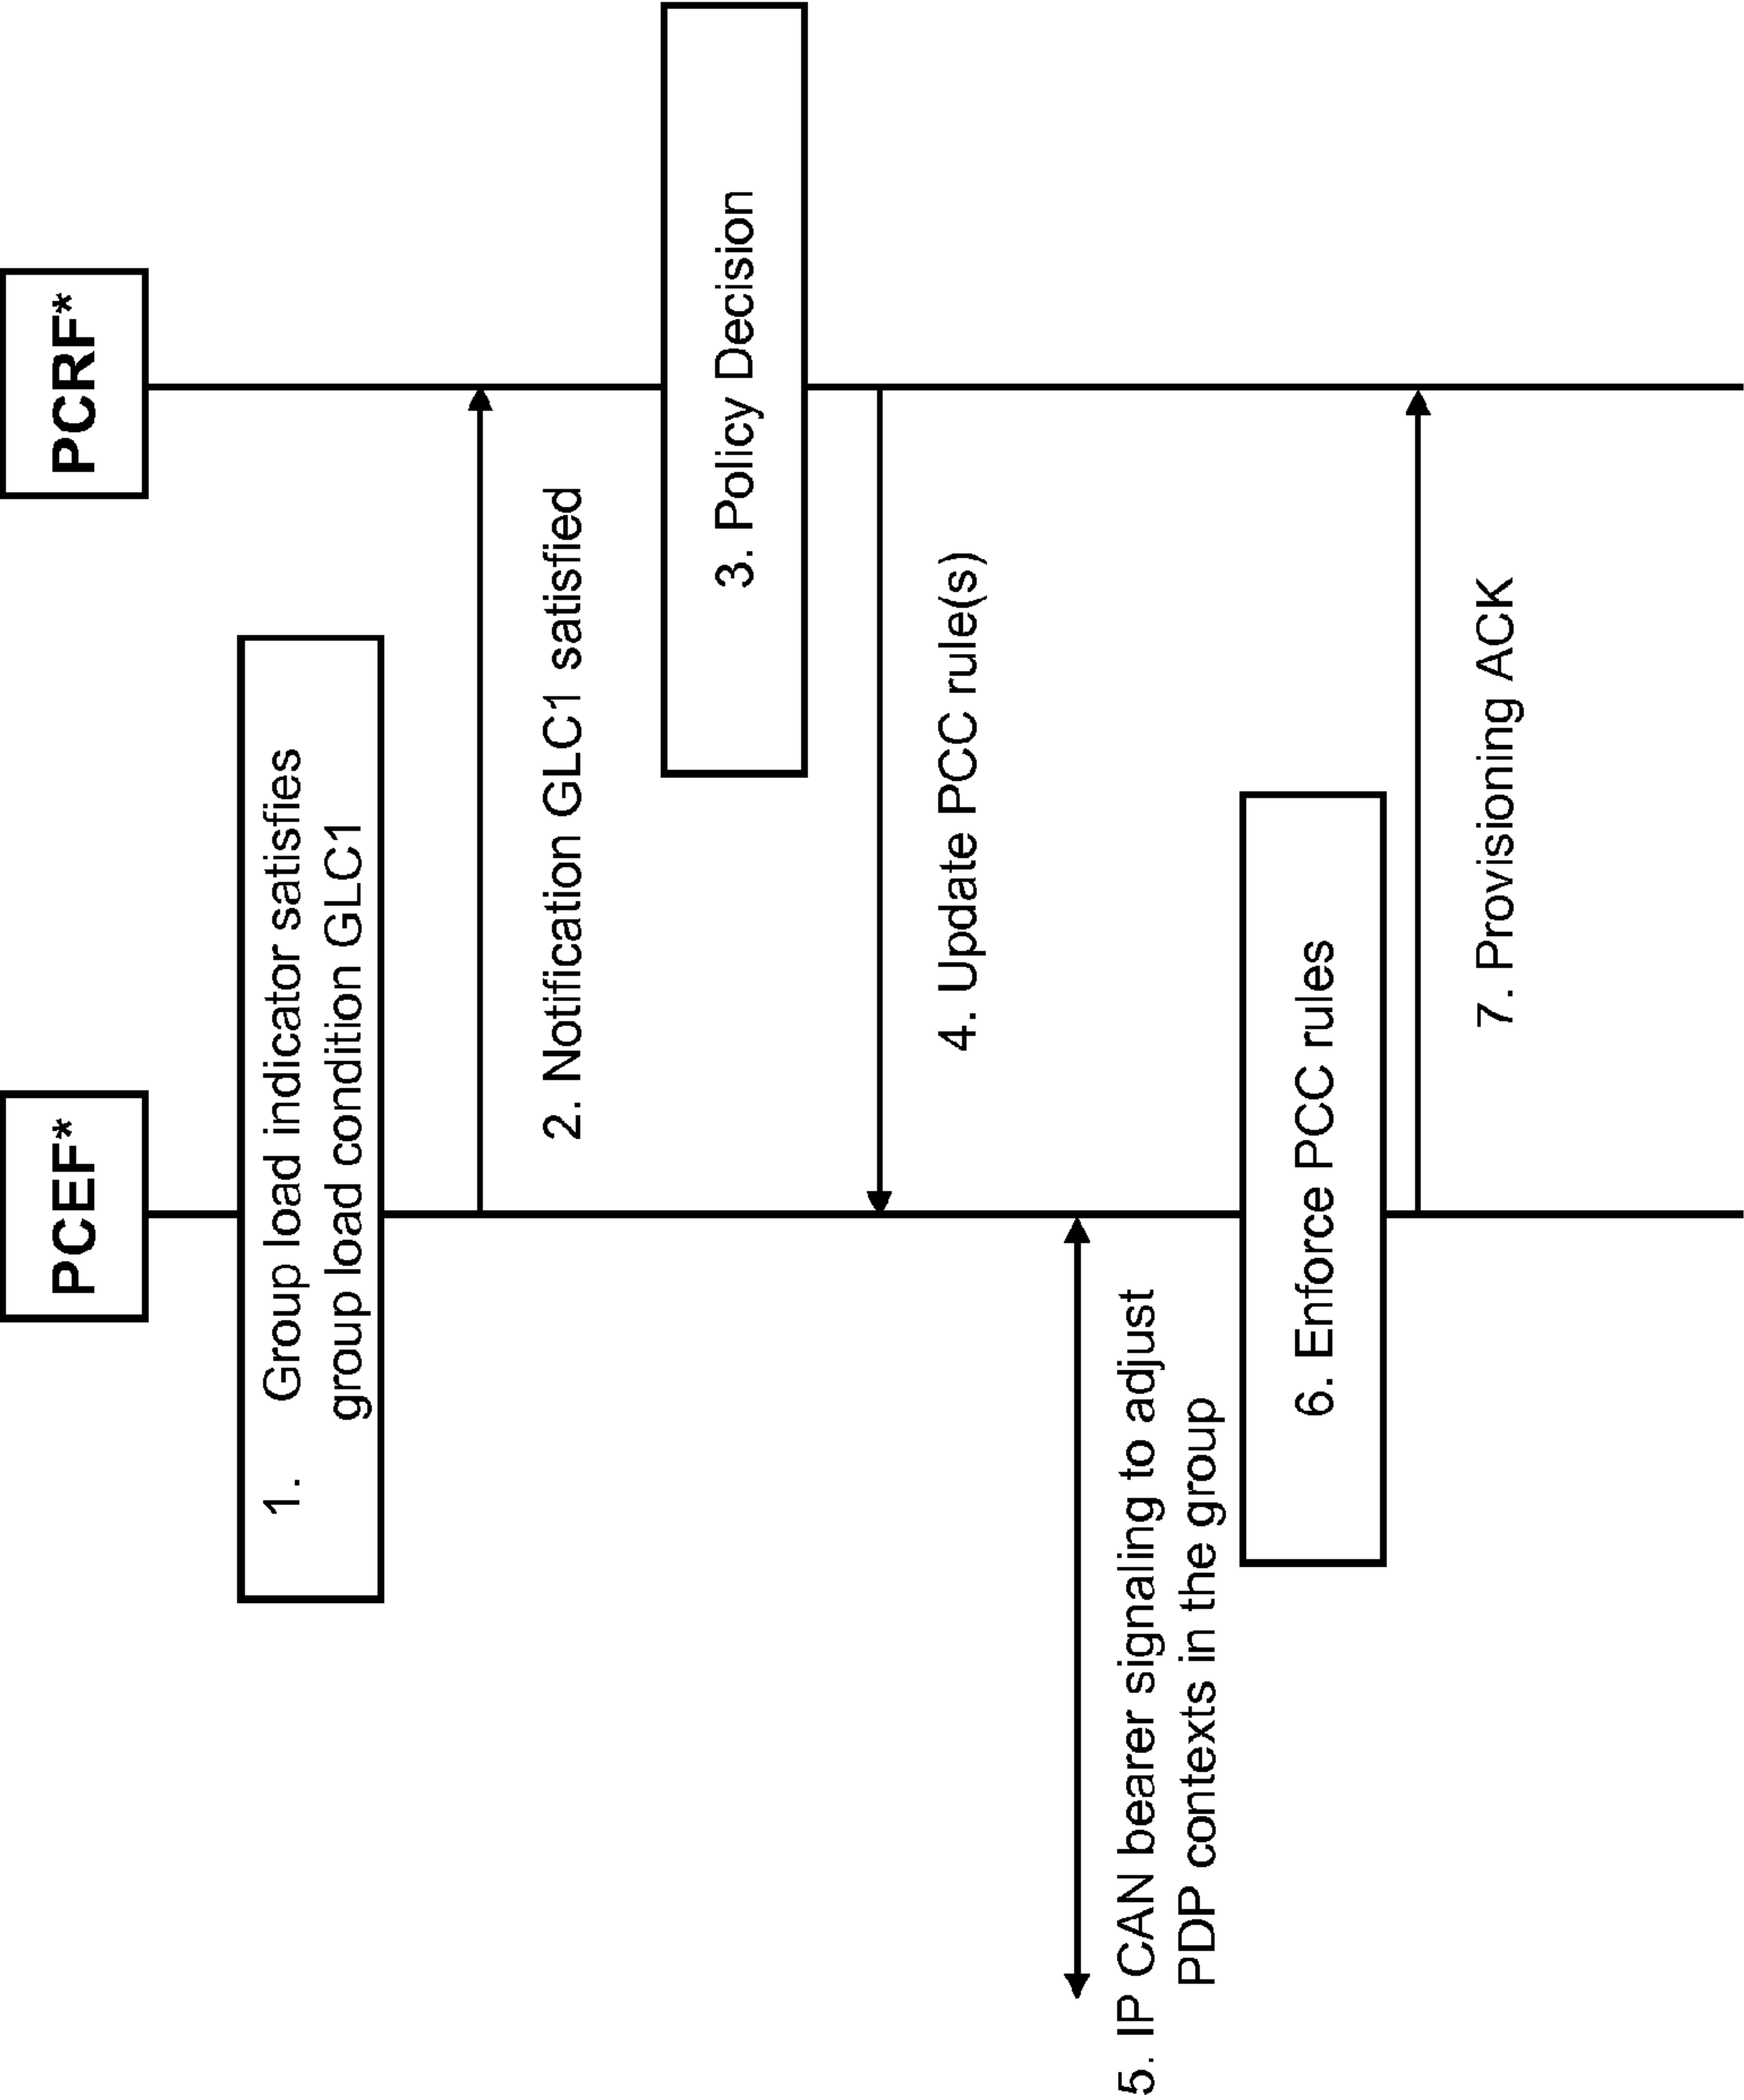 PCEF*
PCRF*
1. Group load indicator satisfies
group load condition GLC1
2. Notification GLC1 satisfied
3. Policy Decision
4. Update PCC rule(s)
5. IP CAN bearer signaling to adjust
PDP contexts in the group
6. Enforce PCC rules
7. Provisioning ACK